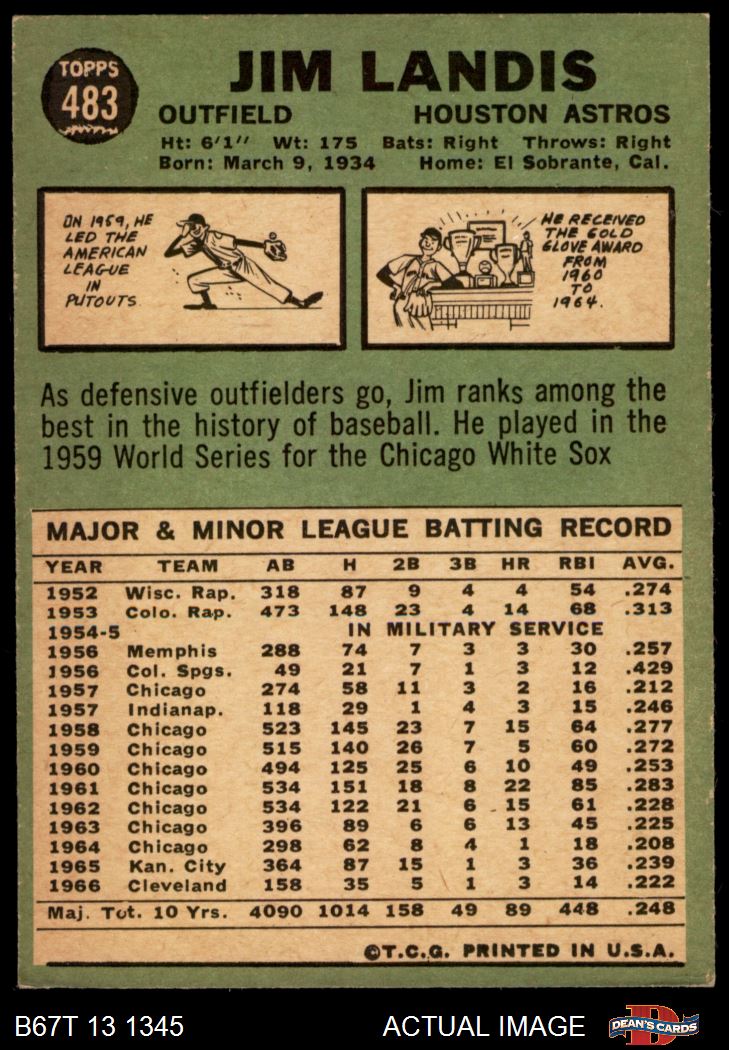 TOPPS
483
JIM LANDIS
OUTFIELD HOUSTON ASTROS
Ht: 6'1" Wt: 175 Bats: Right Throws: Right
Born: March 9, 1934 Home: El Sobrante, Cal.
IN 1959, HE
LED THE
AMERICAN
LEAGUE
IN
PUTOUTS.
HE RECEIVED
THE GOLD
GLOVE AWARD
FROM
1960
TO
1964.
As defensive outfielders go, Jim ranks among the
best in the history of baseball. He played in the
1959 World Series for the Chicago White Sox
MAJOR & MINOR LEAGUE BATTING RECORD
YEAR TEAM AB H 2B 3B HR RBI AVG.
1952 Wisc. Rap. 318 87 9 4 4 54 .274
1953 Colo. Rap. 473 148 23 4 14 68 .313
1954-5 IN MILITARY SERVICE
1956 Memphis 288 74 7 3 3 30 .257
1956 Col. Spgs. 49 21 7 1 3 12 .429
1957 Chicago 274 58 11 3 2 16 .212
1957 Indianap. 118 29 1 4 3 15 .246
1958 Chicago 523 145 23 7 15 64 .277
1959 Chicago 515 140 26 7 5 60 .272
1960 Chicago 494 125 25 6 10 49 .253
1961 Chicago 534 151 18 8 22 85 .283
1962 Chicago 534 122 21 6 15 61 .228
1963 Chicago 396 89 6 6 13 45 .225
1964 Chicago 298 62 8 4 1 18 .208
1965 Kan. City 364 87 15 1 3 36 .239
1966 Cleveland 158 35 5 1 3 14 .222
Maj. Tot. 10 Yrs. 4090 1014 158 49 89 448 .248
©T.C.G. PRINTED IN U.S.A.
B67T 13 1345 ACTUAL IMAGE
D
DEAN'S CARDS